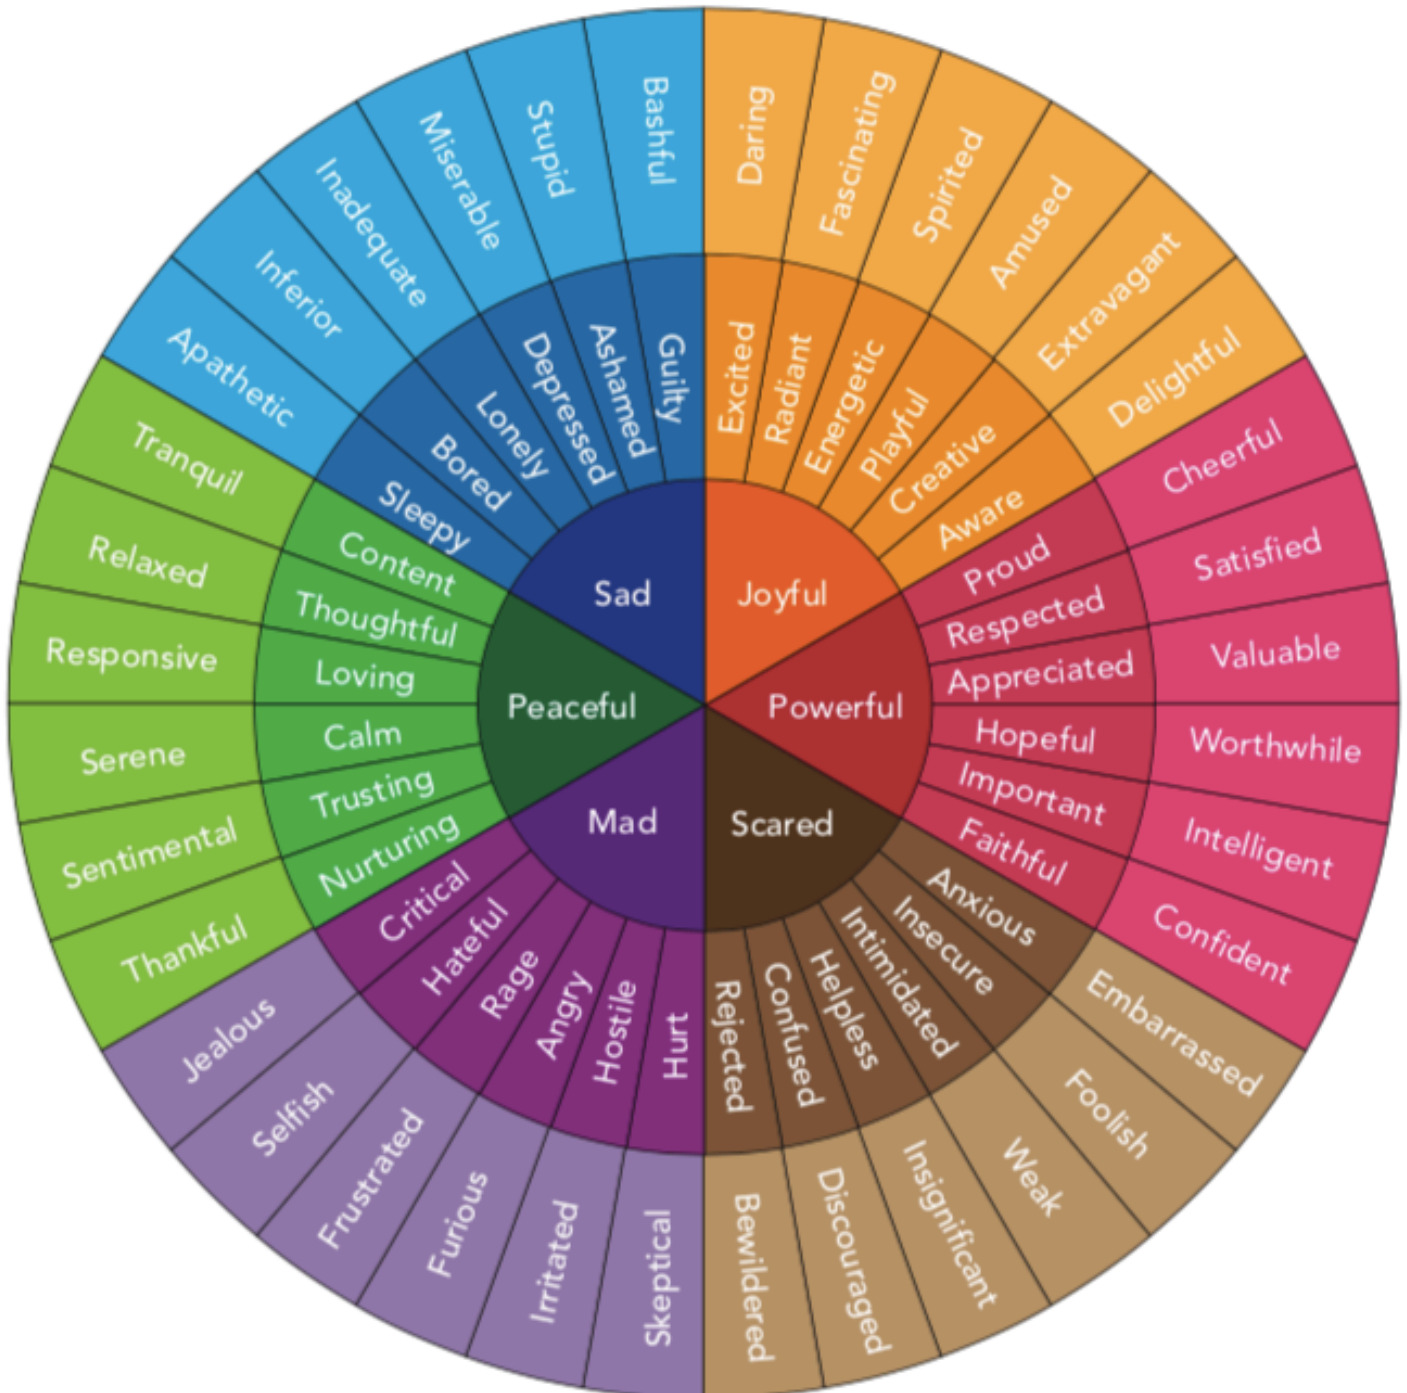 Joyful
Powerful
Scared
Mad
Peaceful
Sad
Excited
Radiant
Energetic
Playful
Creative
Aware
Proud
Respected
Appreciated
Hopeful
Important
Faithful
Anxious
Insecure
Intimidated
Helpless
Confused
Rejected
Hurt
Hostile
Angry
Rage
Hateful
Critical
Nurturing
Trusting
Calm
Loving
Thoughtful
Content
Sleepy
Bored
Lonely
Depressed
Ashamed
Guilty
Daring
Fascinating
Spirited
Amused
Extravagant
Delightful
Cheerful
Satisfied
Valuable
Worthwhile
Intelligent
Confident
Embarrassed
Foolish
Weak
Insignificant
Discouraged
Bewildered
Skeptical
Irritated
Furious
Frustrated
Selfish
Jealous
Thankful
Sentimental
Serene
Responsive
Relaxed
Tranquil
Apathetic
Inferior
Inadequate
Miserable
Stupid
Bashful